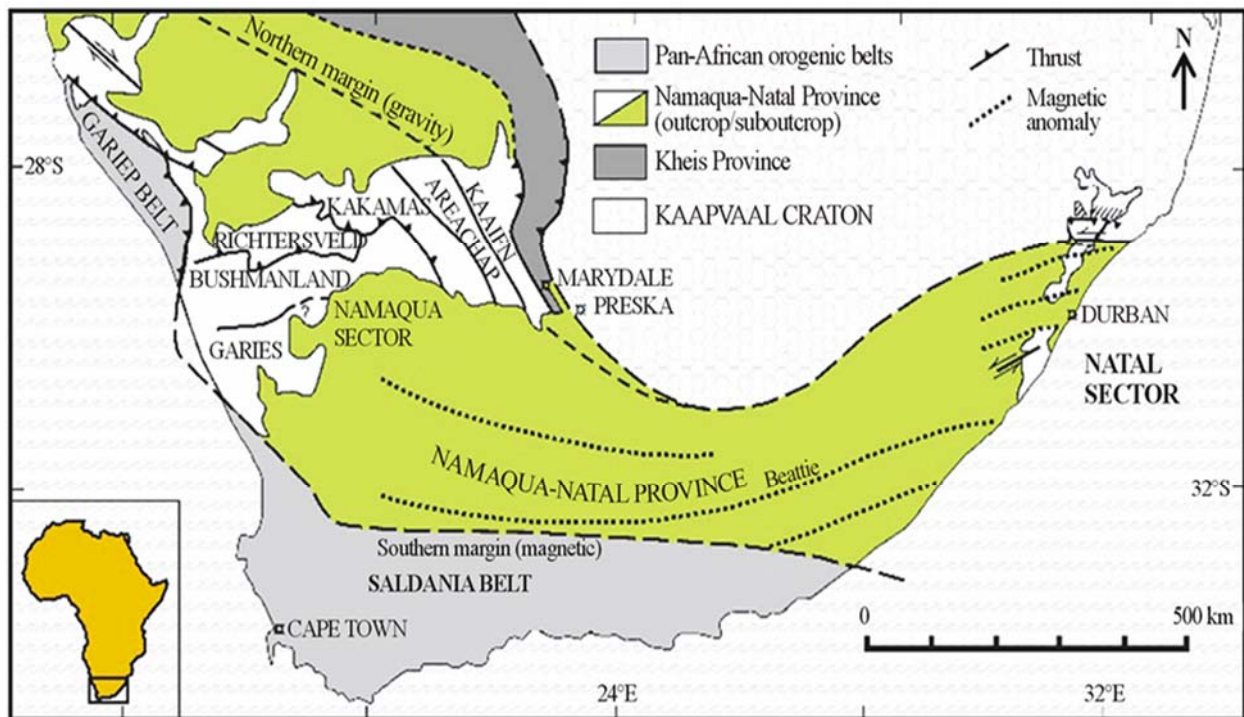 Northern margin (gravity)
GARIEP BELT
28°S
KAKAMAS
AREACHAP
KAAIEN
RICHTERSVELD
BUSHMANLAND
?
NAMAQUA
SECTOR
GARIES
MARYDALE
PRESKA
Pan-African orogenic belts
Namaqua-Natal Province
(outcrop/suboutcrop)
Kheis Province
KAAPVAAL CRATON
Thrust
Magnetic
anomaly
N
DURBAN
NATAL
SECTOR
NAMAQUA-NATAL PROVINCE
Beattie
32°S
Southern margin (magnetic)
SALDANIA BELT
CAPE TOWN
0
500 km
24°E
32°E